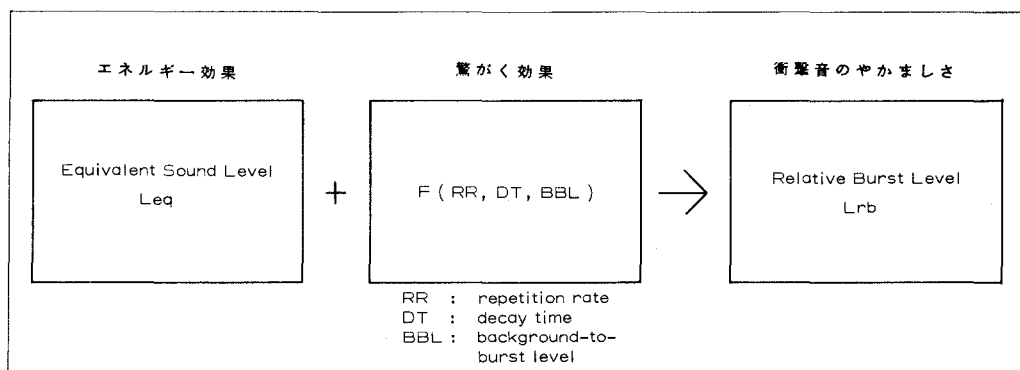 エネルギー効果
驚がく効果
衝撃音のやかましさ
Equivalent Sound Level
Leq
+
F ( RR, DT, BBL )
Relative Burst Level
Lrb
RR : repetition rate
DT : decay time
BBL : background-to-
burst level